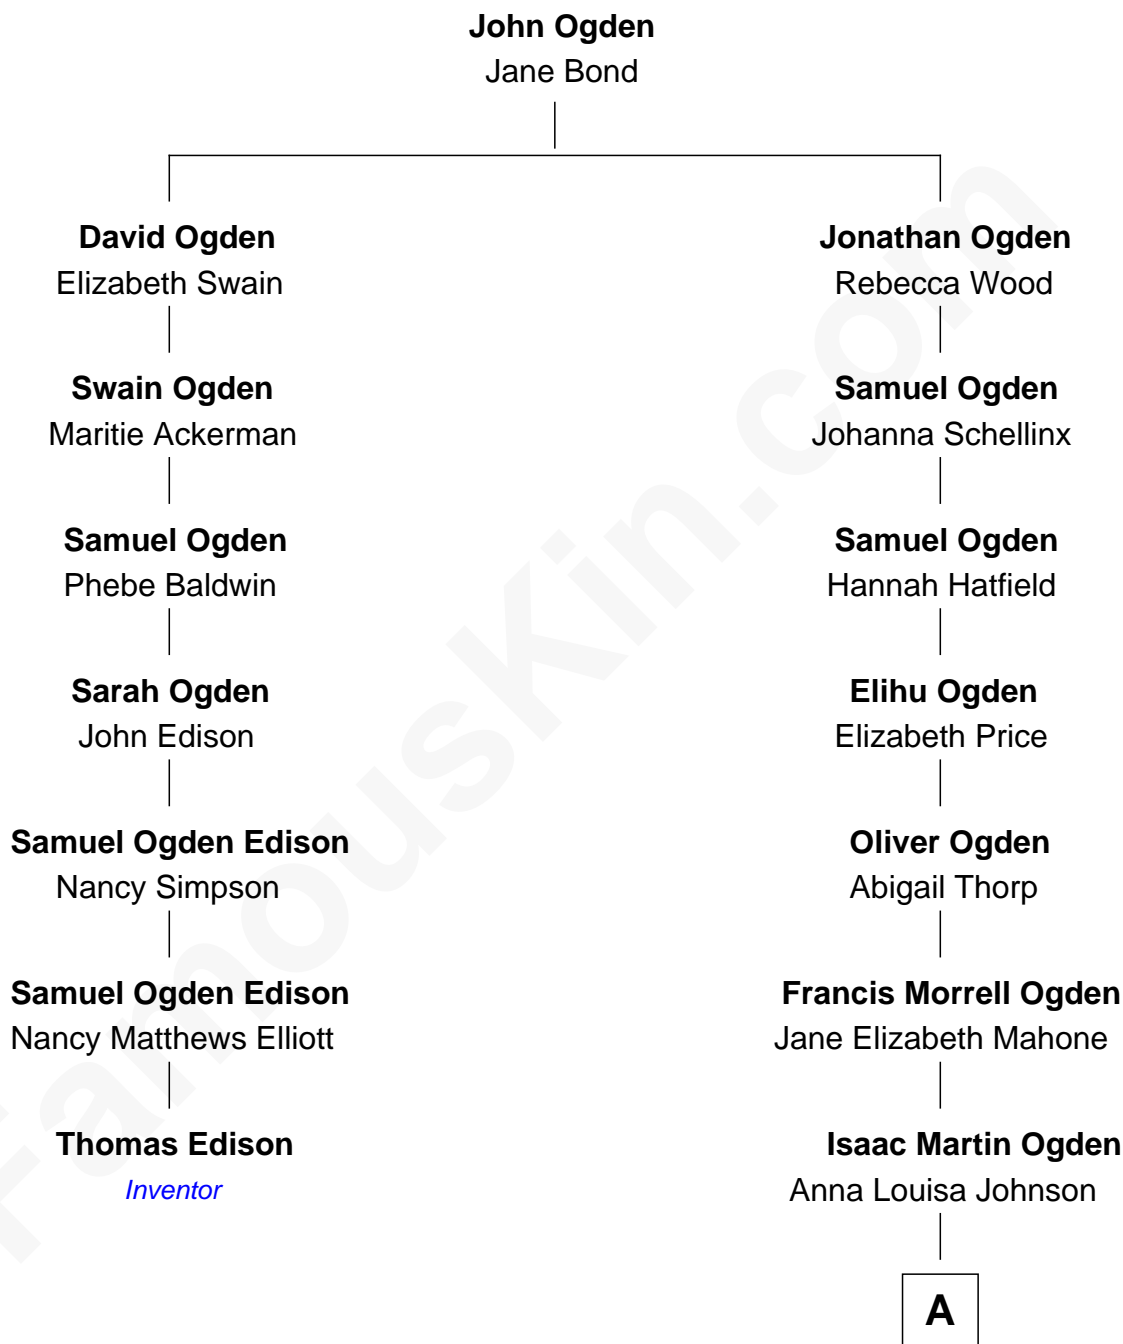 John Ogden
Jane Bond
David Ogden
Elizabeth Swain
Jonathan Ogden
Rebecca Wood
Swain Ogden
Maritie Ackerman
Samuel Ogden
Johanna Schellinx
Samuel Ogden
Phebe Baldwin
Samuel Ogden
Hannah Hatfield
Sarah Ogden
John Edison
Elihu Ogden
Elizabeth Price
Samuel Ogden Edison
Nancy Simpson
Oliver Ogden
Abigail Thorp
Samuel Ogden Edison
Nancy Matthews Elliott
Francis Morrell Ogden
Jane Elizabeth Mahone
Thomas Edison
Inventor
Isaac Martin Ogden
Anna Louisa Johnson
A
FamousKin.com